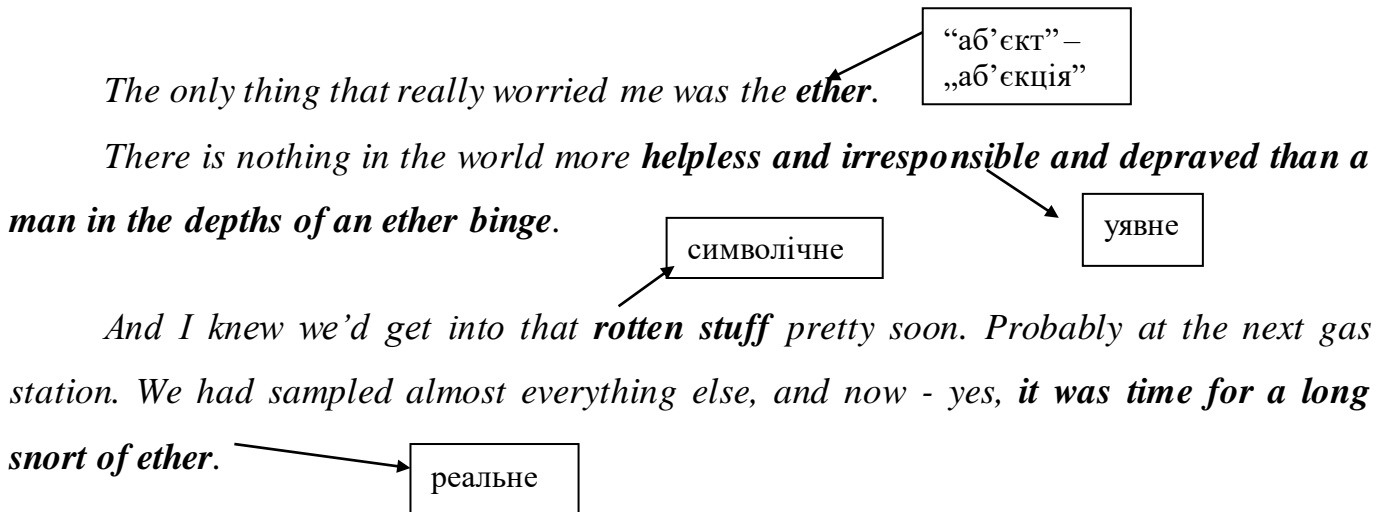 “аб’єкт” –
„аб’єкція”
The only thing that really worried me was the ether.
There is nothing in the world more helpless and irresponsible and depraved than a
man in the depths of an ether binge.
уявне
символічне
And I knew we’d get into that rotten stuff pretty soon. Probably at the next gas
station. We had sampled almost everything else, and now - yes, it was time for a long
snort of ether.
реальне